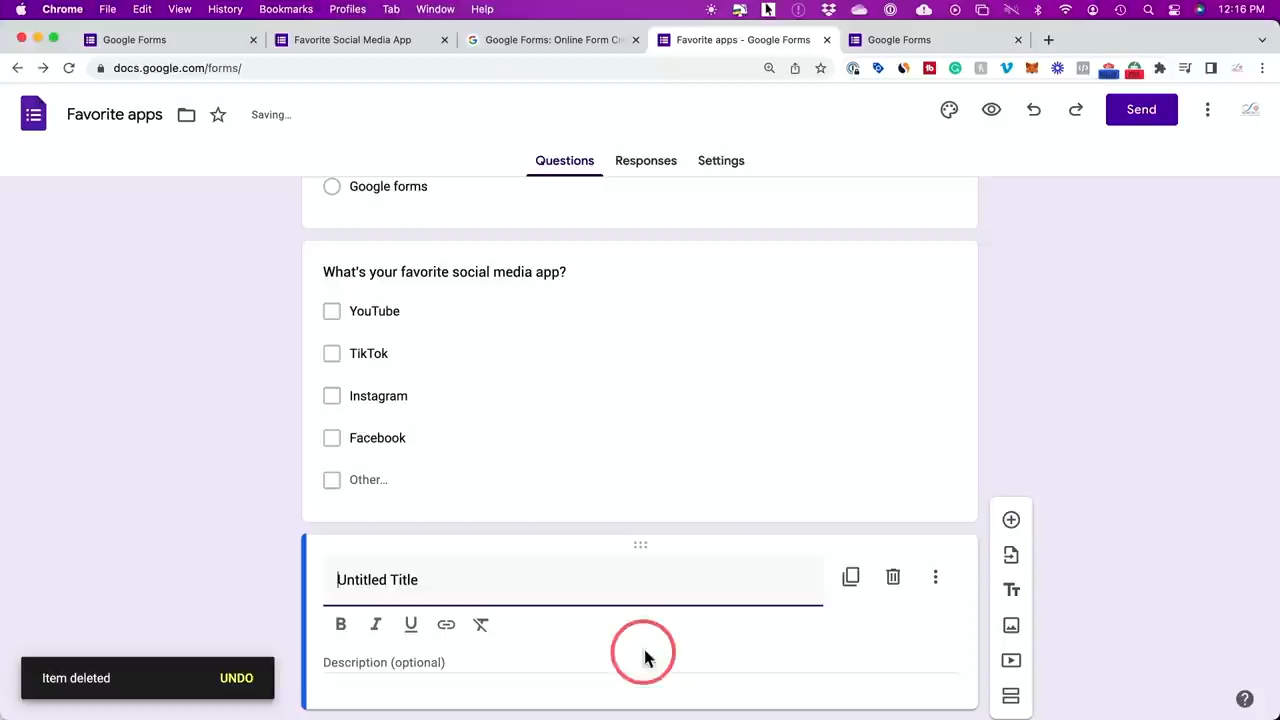 Chrome File Edit View History Bookmarks Profiles Tab Window Help 12:16 PM
Google Forms Favorite Social Media App Google Forms: Online Form Cre Favorite apps - Google Forms Google Forms
docs.google.com/forms/
Favorite apps Saving... Send
Questions Responses Settings
Google forms
What's your favorite social media app?
YouTube
TikTok
Instagram
Facebook
Other...
Untitled Title
Tt
B I U
Description (optional)
Item deleted UNDO